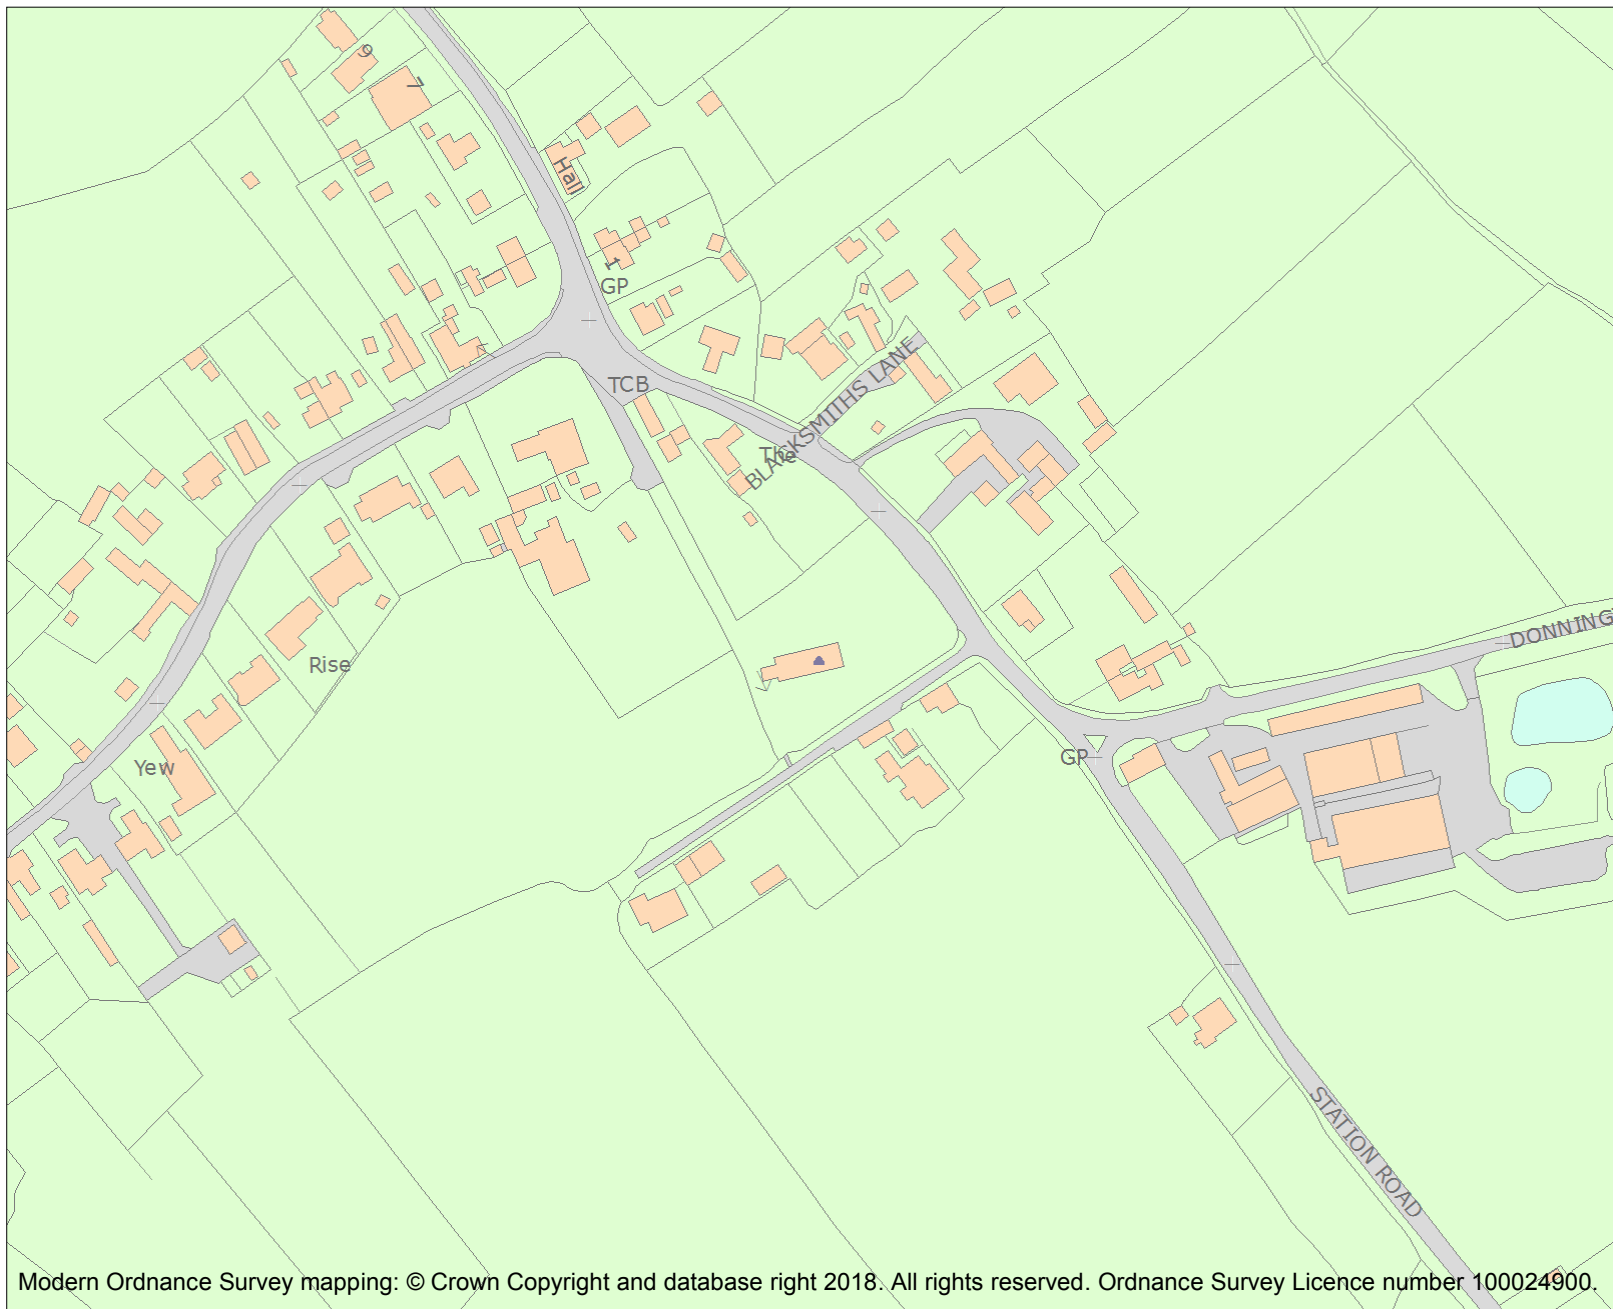 9
7
Hall
1
GP
TCB
BLACKSMITHS LANE
The
DONNING
Rise
Yew
GP
STATION ROAD
Modern Ordnance Survey mapping: © Crown Copyright and database right 2018. All rights reserved. Ordnance Survey Licence number 100024900.